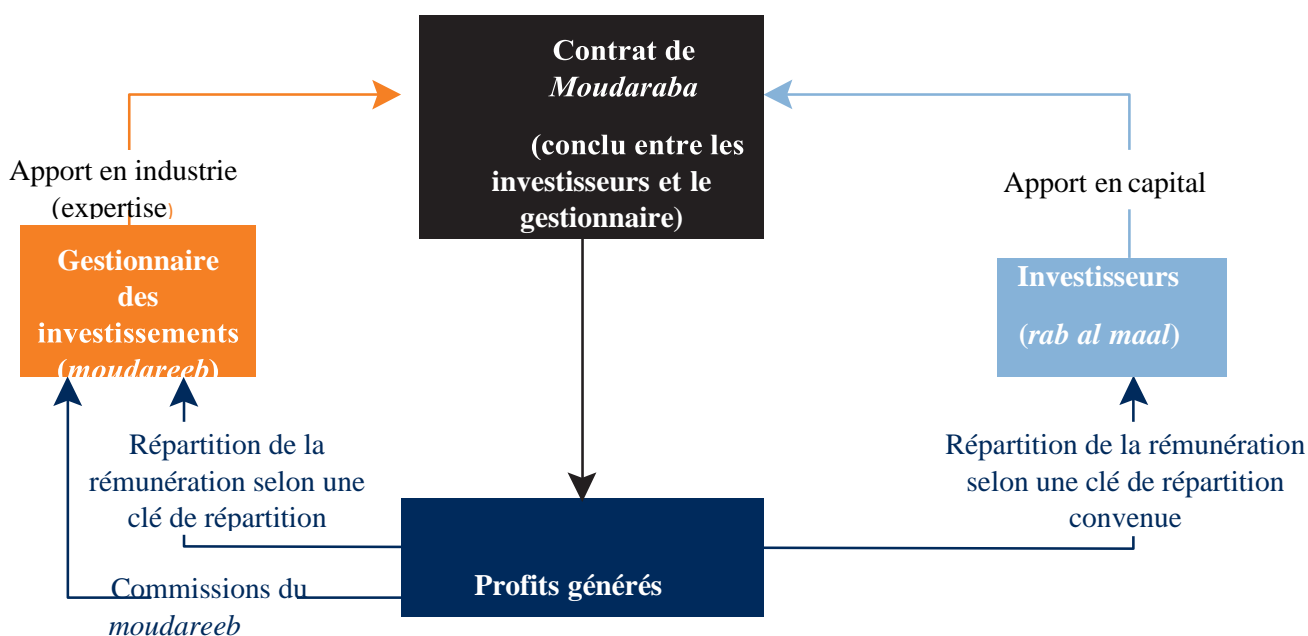 Contrat de
Moudaraba
(conclu entre les
investisseurs et le
gestionnaire)
Apport en industrie
(expertise)
Apport en capital
Gestionnaire
des
investissements
(moudareeb)
Investisseurs
(rab al maal)
Répartition de la
rémunération selon une
clé de répartition
Répartition de la rémunération
selon une clé de répartition
convenue
Commissions du
moudareeb
Profits générés